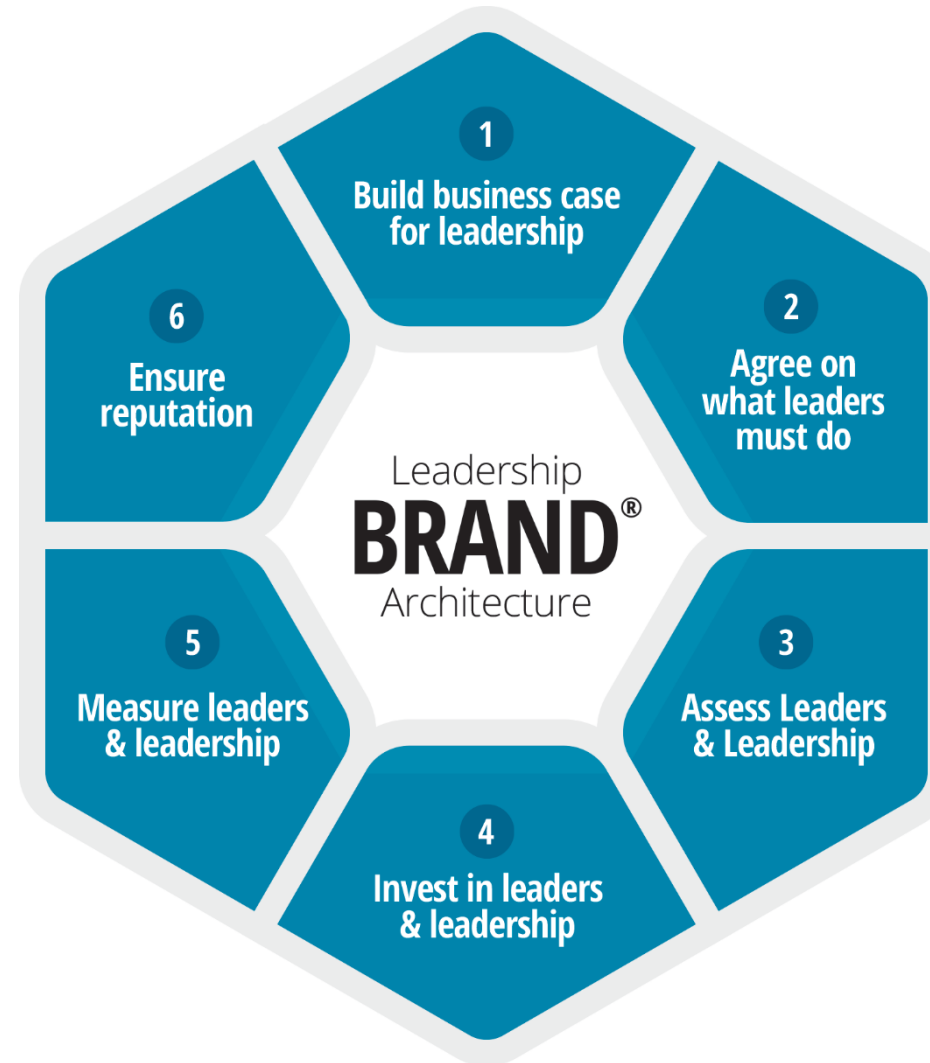 1
Build business case
for leadership
2
Agree on
what leaders
must do
3
Assess Leaders
& Leadership
4
Invest in leaders
& leadership
5
Measure leaders
& leadership
6
Ensure
reputation
Leadership
BRAND®
Architecture